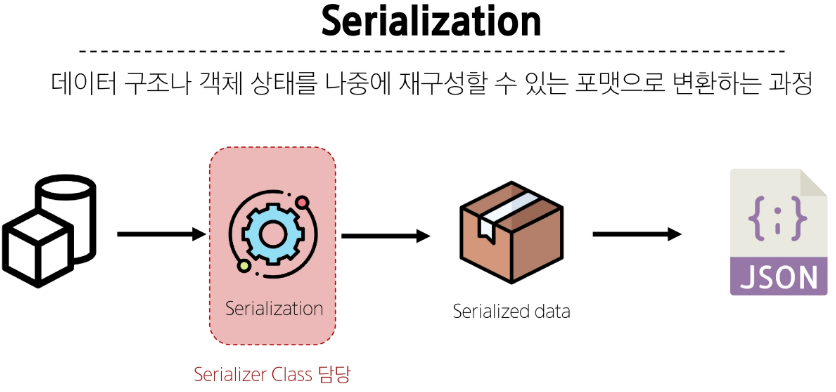 Serialization
데이터 구조나 객체 상태를 나중에 재구성할 수 있는 포맷으로 변환하는 과정
Serialization
Serialized data
{;}
JSON
Serializer Class 담당